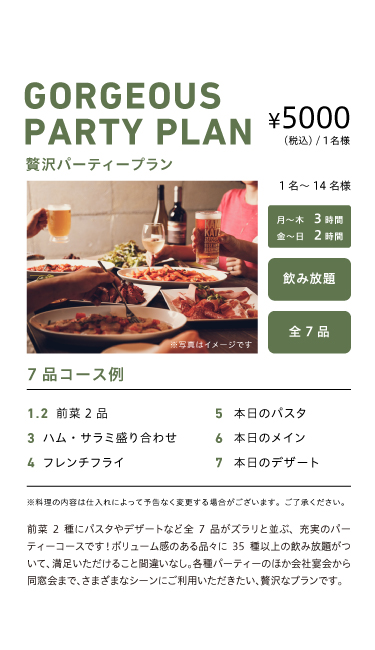 GORGEOUS
PARTY PLAN
¥5000
(税込) / 1名様
贅沢パーティープラン
1名～14名様
月～木 3時間
金～日 2時間
飲み放題
全7品
※写真はイメージです
7品コース例
1.2 前菜2品
3 ハム・サラミ盛り合わせ
4 フレンチフライ
5 本日のパスタ
6 本日のメイン
7 本日のデザート
※料理の内容は仕入れによって予告なく変更する場合がございます。ご了承ください。
前菜 2 種にパスタやデザートなど全 7 品がズラリと並ぶ、充実のパー
ティーコースです！ボリューム感のある品々に 35 種以上の飲み放題がつ
いて、満足いただけること間違いなし。各種パーティーのほか会社宴会から
同窓会まで、さまざまなシーンにご利用いただきたい、贅沢なプランです。